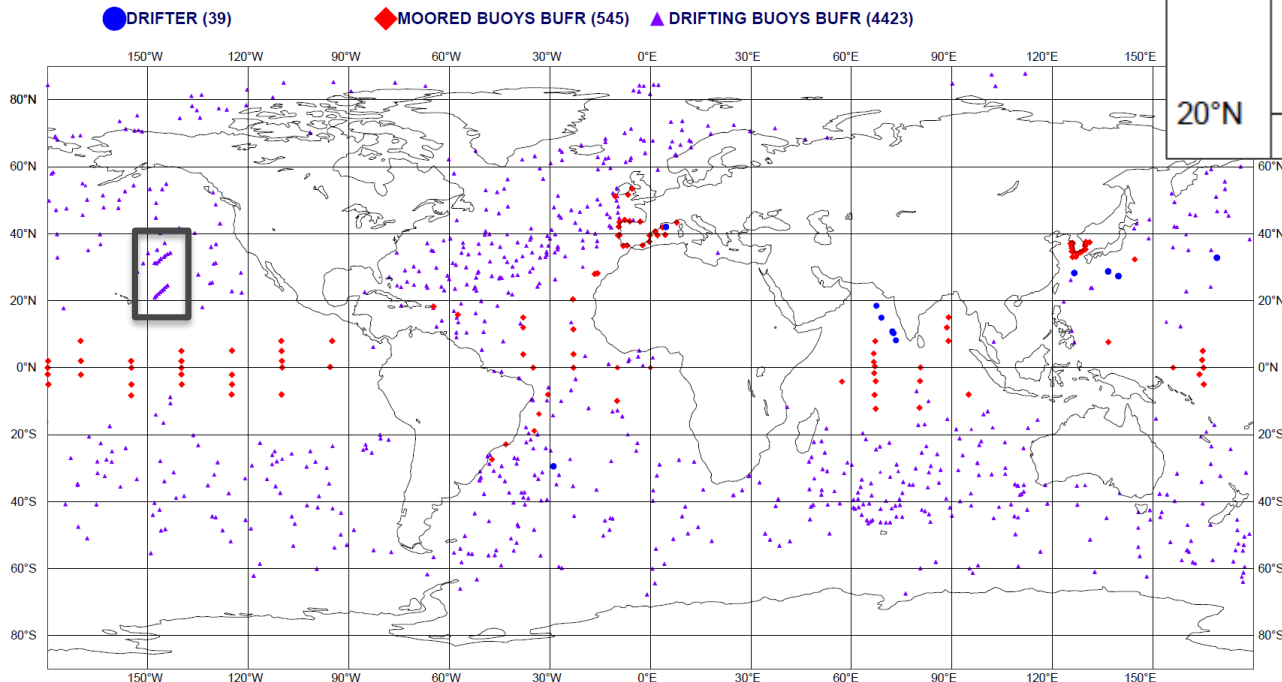 DRIFTER (39) MOORED BUOYS BUFR (545) DRIFTING BUOYS BUFR (4423)
150°W 120°W 90°W 60°W 30°W 0°E 30°E 60°E 90°E 120°E 150°E
20°N
80°N 80°N
60°N 60°N
40°N 40°N
20°N 20°N
0°N 0°N
20°S 20°S
40°S 40°S
60°S 60°S
80°S 80°S
150°W 120°W 90°W 60°W 30°W 0°E 30°E 60°E 90°E 120°E 150°E